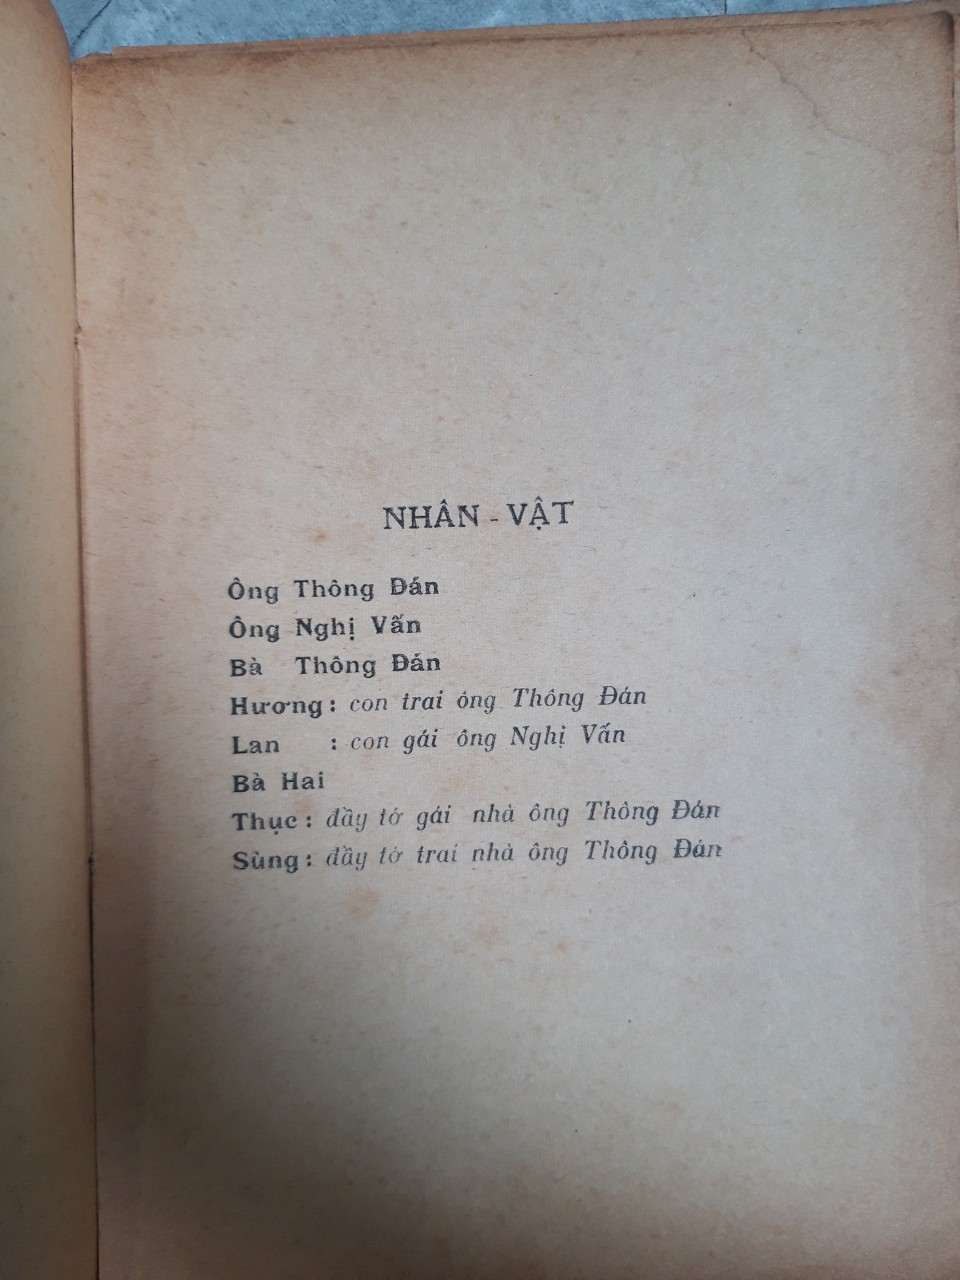 NHÂN - VẬT
Ông Thông Đán
Ông Nghị Vấn
Bà Thông Đán
Hương : con trai ông Thông Đán
Lan : con gái ông Nghị Vấn
Bà Hai
Thục : đầy tớ gái nhà ông Thông Đán
Sùng : đầy tớ trai nhà ông Thông Đán